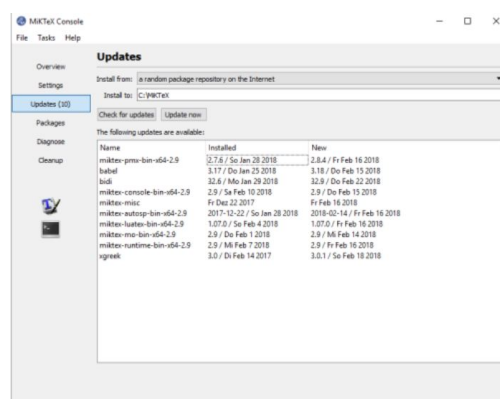 MiKTeX Console
File Tasks Help
Overview
Settings
Updates (10)
Packages
Diagnose
Cleanup
Updates
Install from: a random package repository on the Internet
Install to: C:\MiKTeX
Check for updates Update now
The following updates are available:
Name Installed New
miktex-pmx-bin-x64-2.9 2.7.6 / So Jan 28 2018 2.8.4 / Fr Feb 16 2018
babel 3.17 / Do Jan 25 2018 3.18 / Do Feb 15 2018
bidi 32.6 / Mo Jan 29 2018 32.9 / Do Feb 22 2018
miktex-console-bin-x64-2.9 2.9 / Sa Feb 10 2018 2.9 / Do Feb 15 2018
miktex-misc Fr Dez 22 2017 Fr Feb 16 2018
miktex-autosp-bin-x64-2.9 2017-12-22 / So Jan 28 2018 2018-02-14 / Fr Feb 16 2018
miktex-luatex-bin-x64-2.9 1.07.0 / So Feb 4 2018 1.07.0 / Fr Feb 16 2018
miktex-mo-bin-x64-2.9 2.9 / Do Feb 1 2018 2.9 / Mi Feb 14 2018
miktex-runtime-bin-x64-2.9 2.9 / Mi Feb 7 2018 2.9 / Fr Feb 16 2018
xgreek 3.0 / Di Feb 14 2017 3.0.1 / So Feb 18 2018